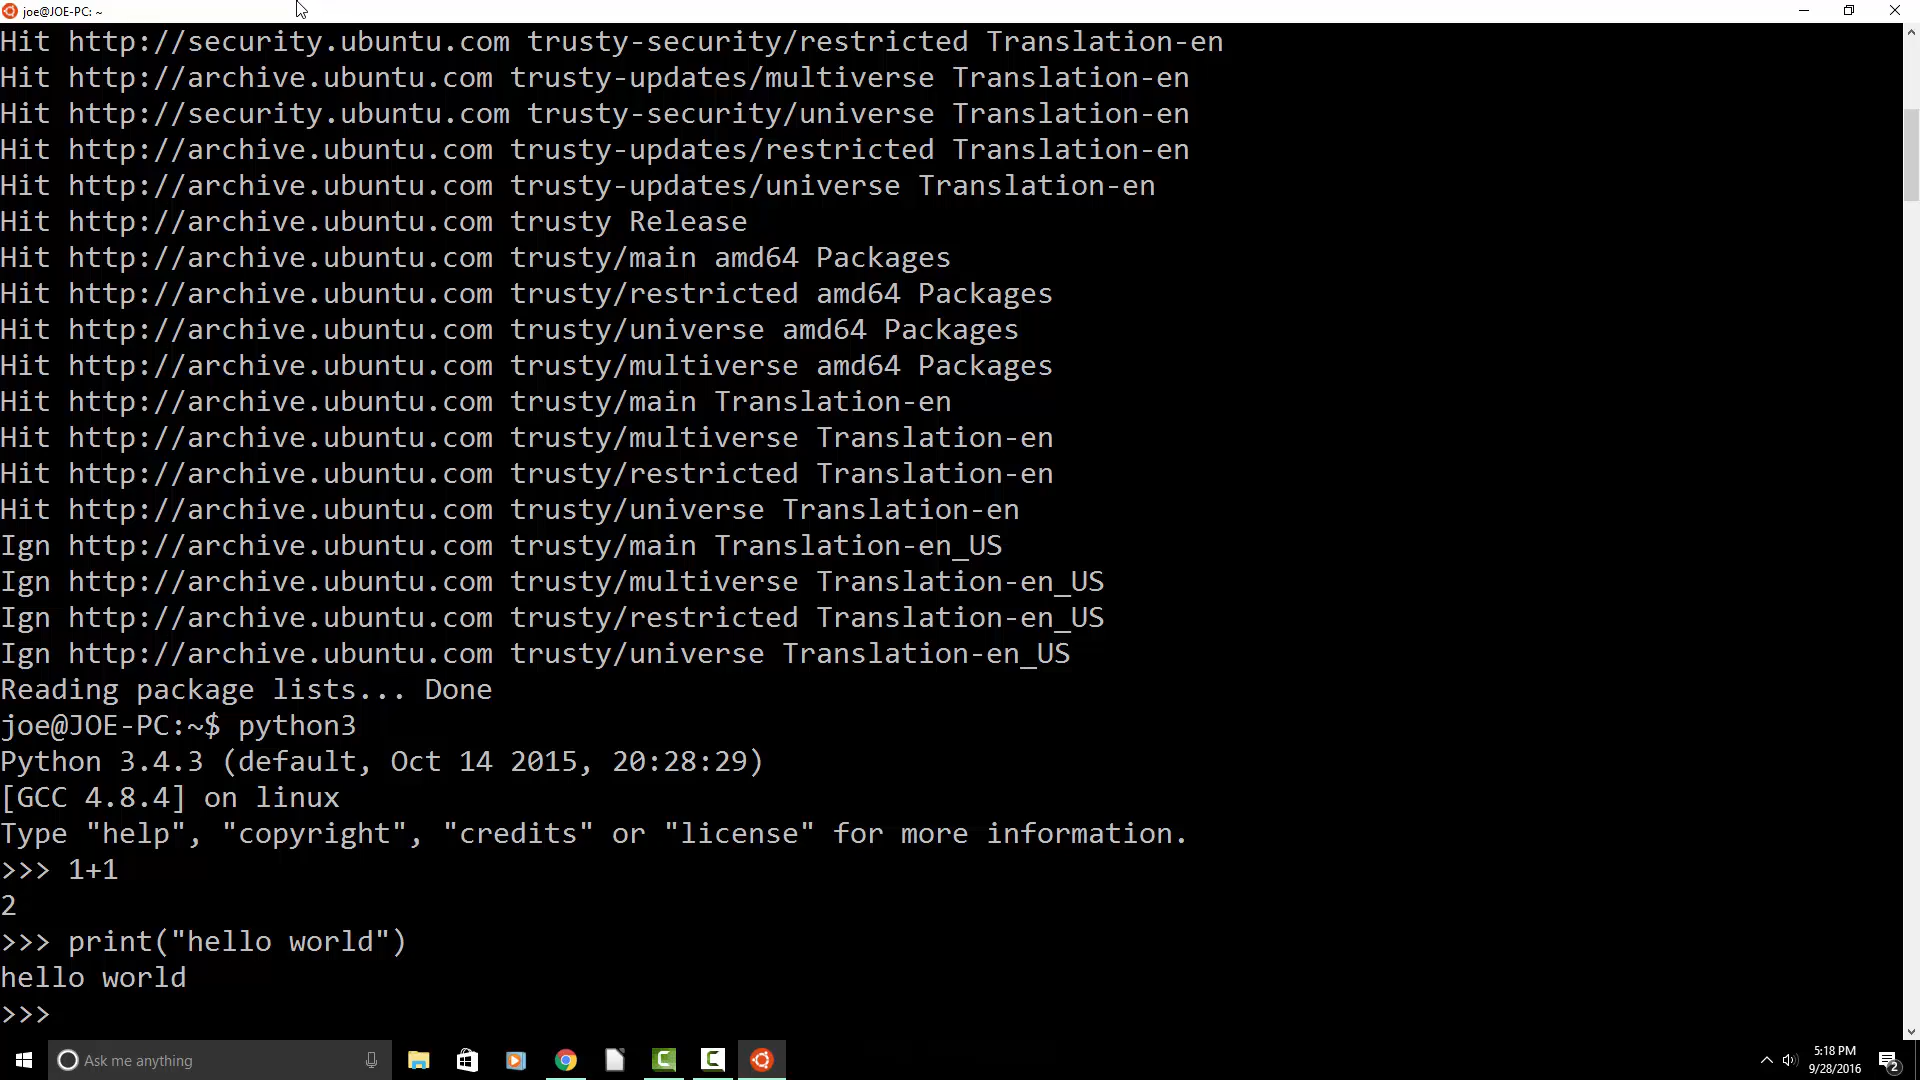 joe@JOE-PC: ~
Hit http://security.ubuntu.com trusty-security/restricted Translation-en
Hit http://archive.ubuntu.com trusty-updates/multiverse Translation-en
Hit http://security.ubuntu.com trusty-security/universe Translation-en
Hit http://archive.ubuntu.com trusty-updates/restricted Translation-en
Hit http://archive.ubuntu.com trusty-updates/universe Translation-en
Hit http://archive.ubuntu.com trusty Release
Hit http://archive.ubuntu.com trusty/main amd64 Packages
Hit http://archive.ubuntu.com trusty/restricted amd64 Packages
Hit http://archive.ubuntu.com trusty/universe amd64 Packages
Hit http://archive.ubuntu.com trusty/multiverse amd64 Packages
Hit http://archive.ubuntu.com trusty/main Translation-en
Hit http://archive.ubuntu.com trusty/multiverse Translation-en
Hit http://archive.ubuntu.com trusty/restricted Translation-en
Hit http://archive.ubuntu.com trusty/universe Translation-en
Ign http://archive.ubuntu.com trusty/main Translation-en_US
Ign http://archive.ubuntu.com trusty/multiverse Translation-en_US
Ign http://archive.ubuntu.com trusty/restricted Translation-en_US
Ign http://archive.ubuntu.com trusty/universe Translation-en_US
Reading package lists... Done
joe@JOE-PC:~$ python3
Python 3.4.3 (default, Oct 14 2015, 20:28:29)
[GCC 4.8.4] on linux
Type "help", "copyright", "credits" or "license" for more information.
>>> 1+1
2
>>> print("hello world")
hello world
>>>
Ask me anything
5:18 PM
9/28/2016
2